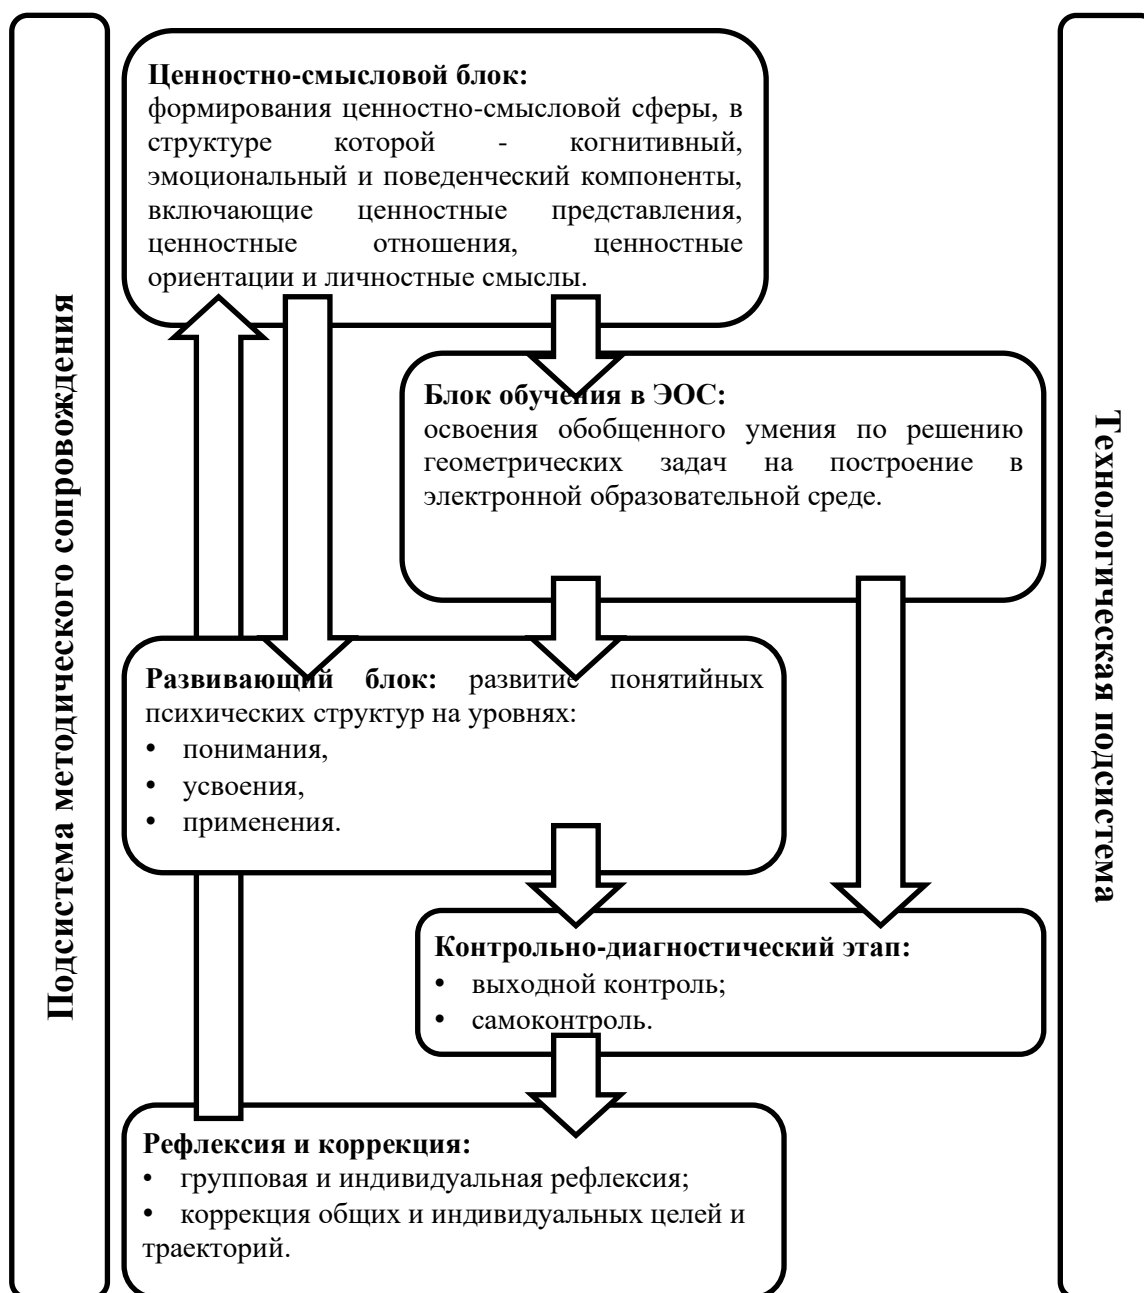 Подсистема методического сопровождения
Ценностно-смысловой блок:
формирования ценностно-смысловой сферы, в
структуре которой - когнитивный,
эмоциональный и поведенческий компоненты,
включающие ценностные представления,
ценностные отношения, ценностные
ориентации и личностные смыслы.
Блок обучения в ЭОС:
освоения обобщенного умения по решению
геометрических задач на построение в
электронной образовательной среде.
Развивающий блок: развитие понятийных
психических структур на уровнях:
• понимания,
• усвоения,
• применения.
Контрольно-диагностический этап:
• выходной контроль;
• самоконтроль.
Рефлексия и коррекция:
• групповая и индивидуальная рефлексия;
• коррекция общих и индивидуальных целей и
траекторий.
Технологическая подсистема